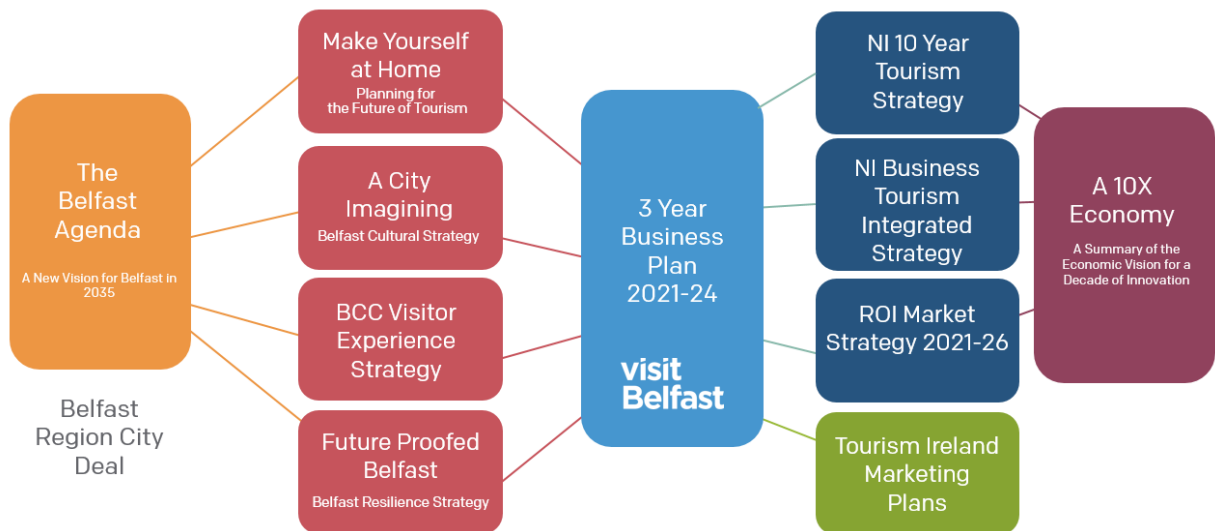 The
Belfast
Agenda
A New Vision for Belfast in
2035
Belfast
Region City
Deal
Make Yourself
at Home
Planning for
the Future of Tourism
A City
Imagining
Belfast Cultural Strategy
BCC Visitor
Experience
Strategy
Future Proofed
Belfast
Belfast Resilience Strategy
3 Year
Business
Plan
2021-24
visit
Belfast
NI 10 Year
Tourism
Strategy
NI Business
Tourism
Integrated
Strategy
ROI Market
Strategy 2021-26
Tourism Ireland
Marketing
Plans
A 10X
Economy
A Summary of the
Economic Vision for a
Decade of Innovation